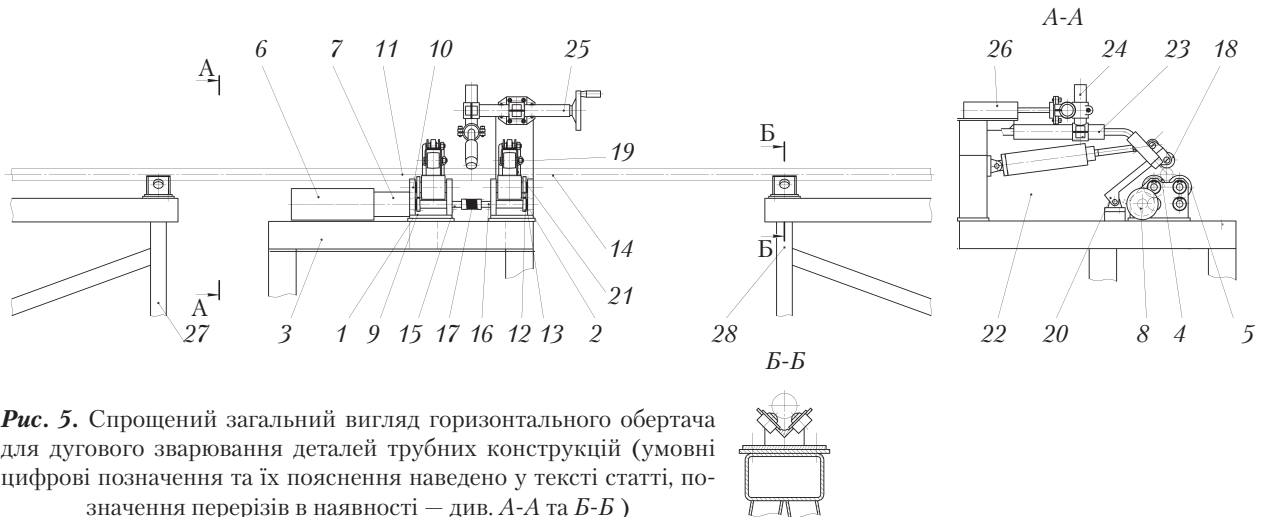 А-А
6 7 11 10 25 26 24 23 18
А
Б
19
Б
14
21
А
27 3 1 9 15 17 16 12 13 2 28 22 20 8 4 5
Б-Б
Рис. 5. Спрощений загальний вигляд горизонтального обертача
для дугового зварювання деталей трубних конструкцій (умовні
цифрові позначення та їх пояснення наведено у тексті статті, по-
значення перерізів в наявності — див. А-А та Б-Б )